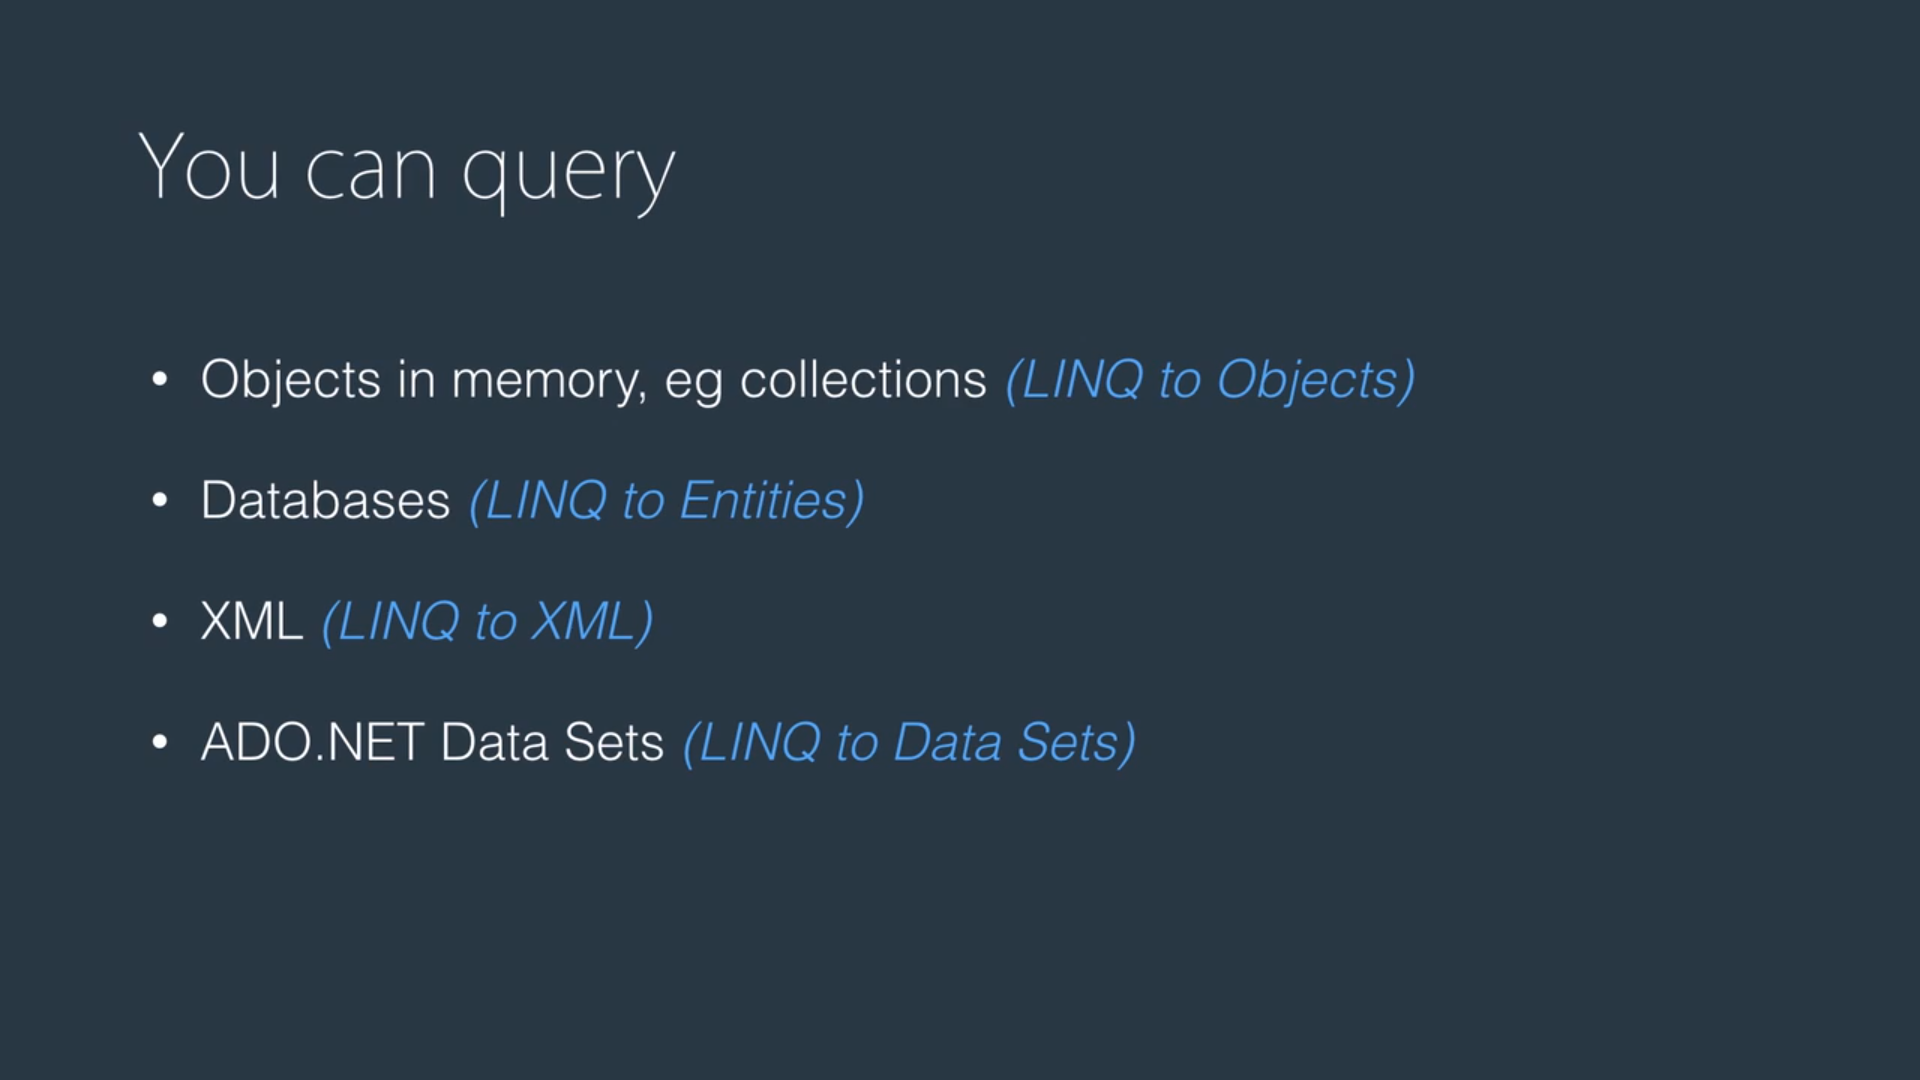 You can query
• Objects in memory, eg collections (LINQ to Objects)
• Databases (LINQ to Entities)
• XML (LINQ to XML)
• ADO.NET Data Sets (LINQ to Data Sets)